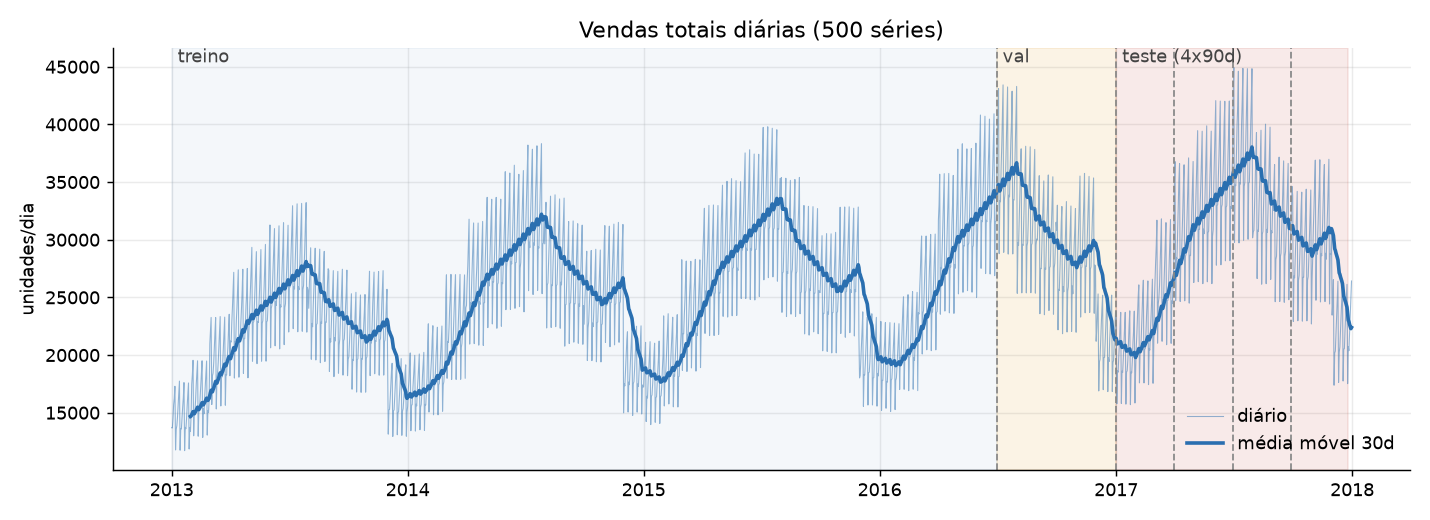 Vendas totais diárias (500 séries)
treino
val
teste (4x90d)
unidades/dia
45000
40000
35000
30000
25000
20000
15000
diário
média móvel 30d
2013
2014
2015
2016
2017
2018